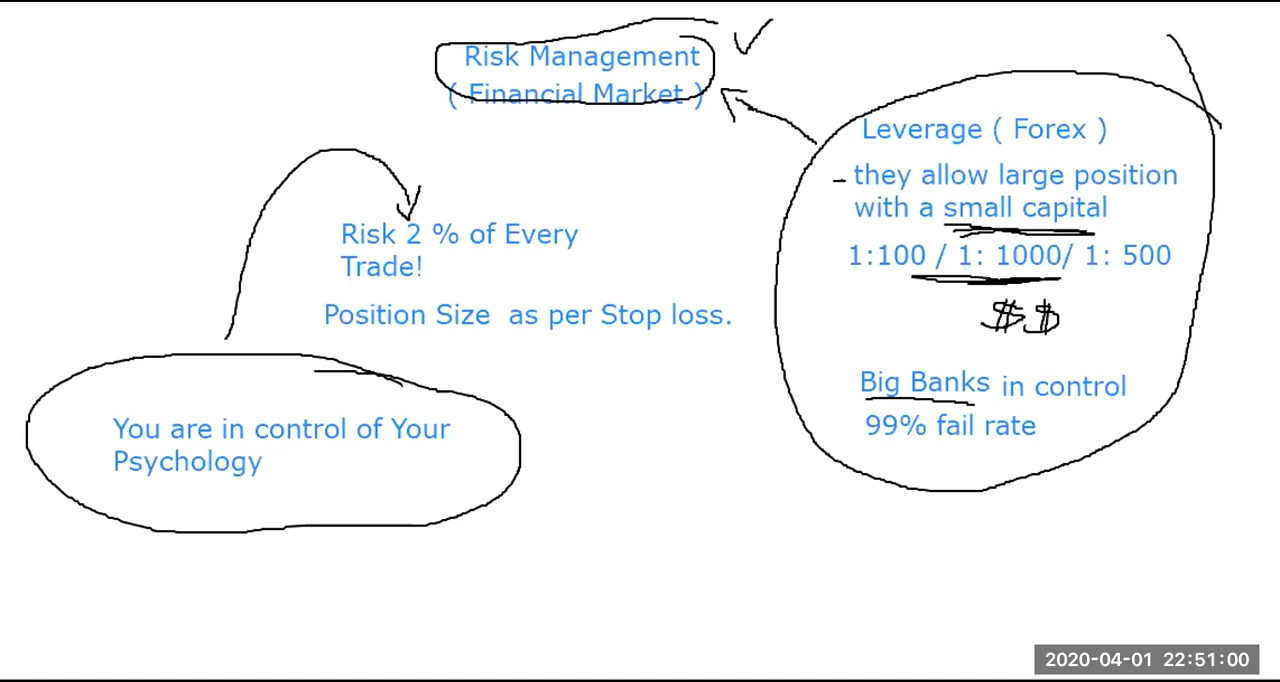 Risk Management
( Financial Market )
Leverage ( Forex )
- they allow large position
with a small capital
1:100 / 1: 1000/ 1: 500
$$
Big Banks in control
99% fail rate
Risk 2 % of Every
Trade!
Position Size as per Stop loss.
You are in control of Your
Psychology
2020-04-01 22:51:00